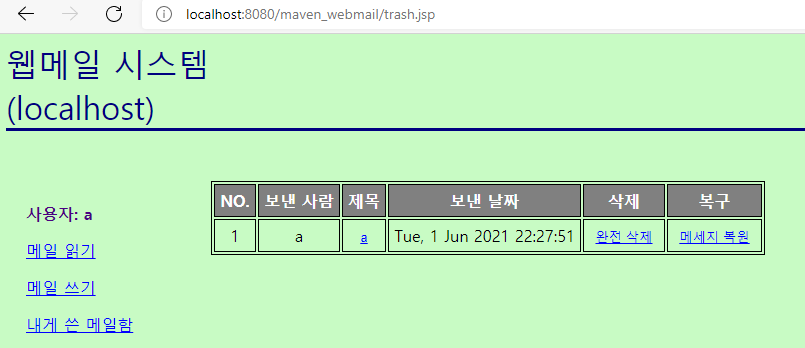 localhost:8080/maven_webmail/trash.jsp
웹메일 시스템
(localhost)
사용자: a
메일 읽기
메일 쓰기
내게 쓴 메일함
NO. 보낸 사람 제목 보낸 날짜 삭제 복구
1 a a Tue, 1 Jun 2021 22:27:51 완전 삭제 메세지 복원